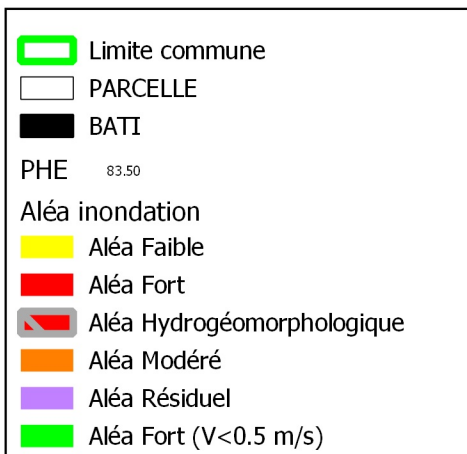 Limite commune
PARCELLE
BATI
PHE 83.50
Aléa inondation
Aléa Faible
Aléa Fort
Aléa Hydrogéomorphologique
Aléa Modéré
Aléa Résiduel
Aléa Fort (V<0.5 m/s)